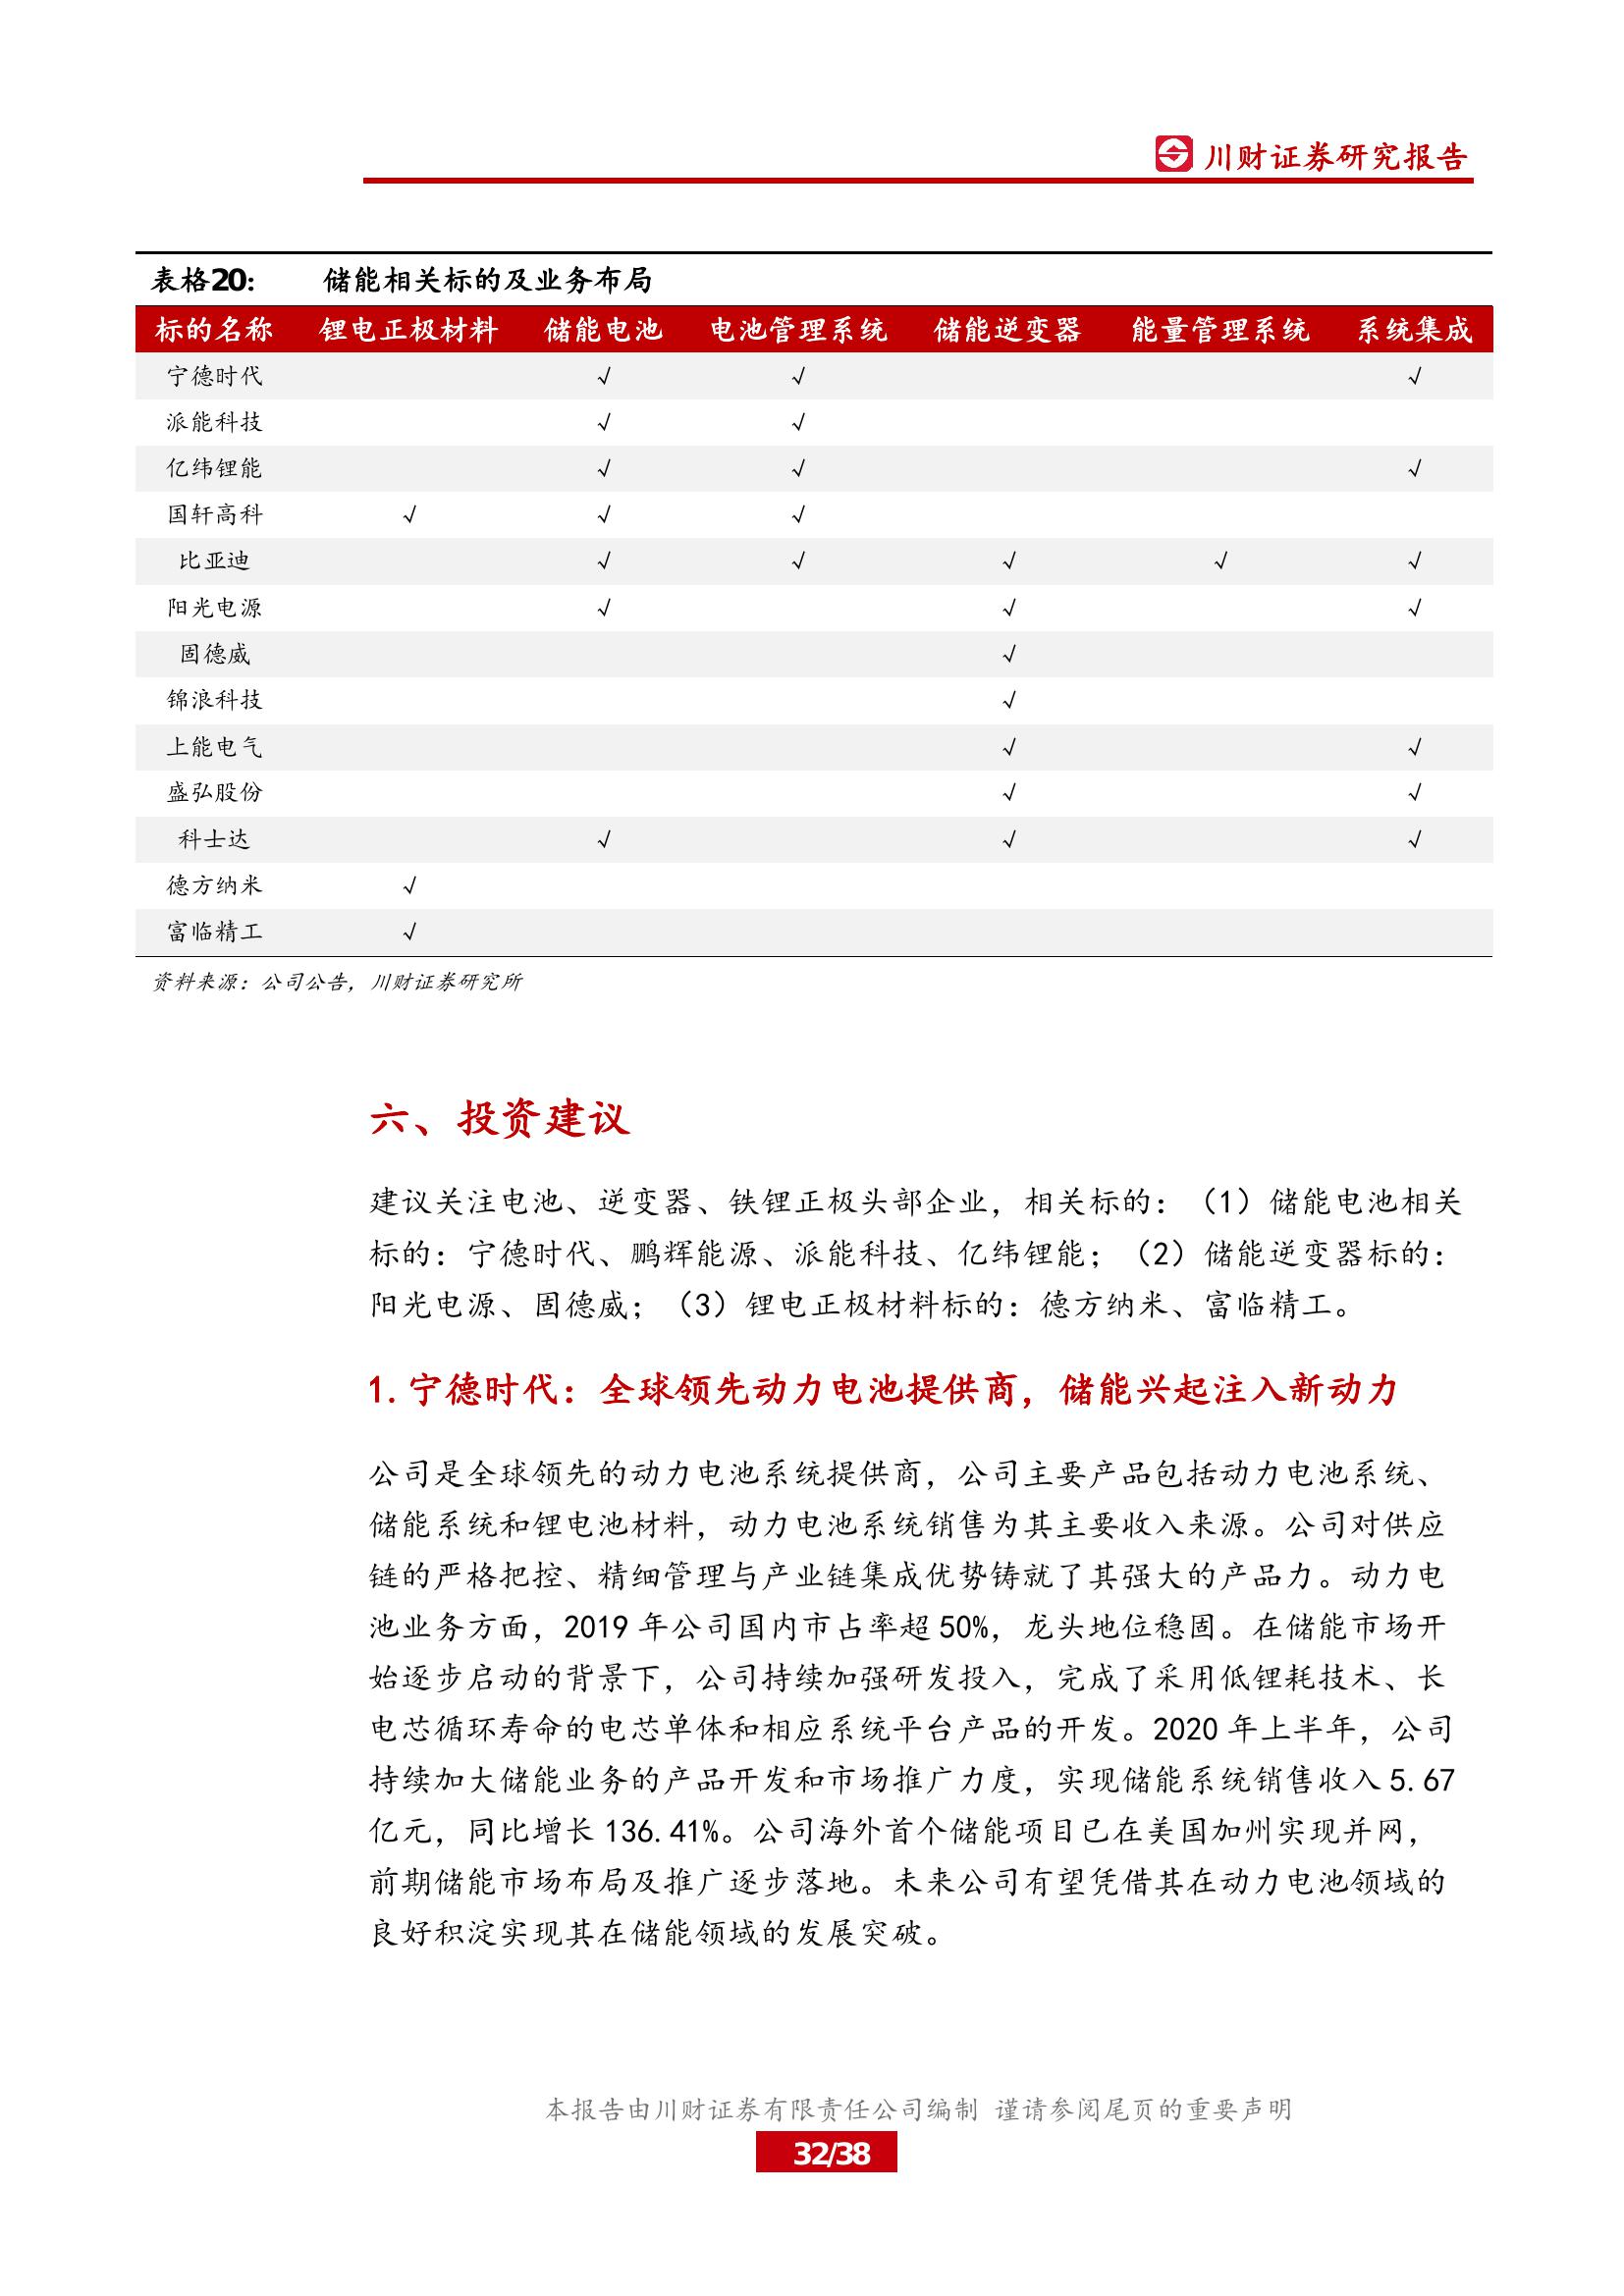 川财证券研究报告
表格20: 储能相关标的及业务布局
标的名称 锂电正极材料 储能电池 电池管理系统 储能逆变器 能量管理系统 系统集成
宁德时代 √ √ √
派能科技 √ √
亿纬锂能 √ √ √
国轩高科 √ √ √
比亚迪 √ √ √ √ √
阳光电源 √ √ √
固德威 √
锦浪科技 √
上能电气 √ √
盛弘股份 √ √
科士达 √ √ √
德方纳米 √
富临精工 √
资料来源：公司公告，川财证券研究所
六、投资建议
建议关注电池、逆变器、铁锂正极头部企业，相关标的：（1）储能电池相关
标的：宁德时代、鹏辉能源、派能科技、亿纬锂能；（2）储能逆变器标的：
阳光电源、固德威；（3）锂电正极材料标的：德方纳米、富临精工。
1.宁德时代：全球领先动力电池提供商，储能兴起注入新动力
公司是全球领先的动力电池系统提供商，公司主要产品包括动力电池系统、
储能系统和锂电池材料，动力电池系统销售为其主要收入来源。公司对供应
链的严格把控、精细管理与产业链集成优势铸就了其强大的产品力。动力电
池业务方面，2019 年公司国内市占率超 50%，龙头地位稳固。在储能市场开
始逐步启动的背景下，公司持续加强研发投入，完成了采用低锂耗技术、长
电芯循环寿命的电芯单体和相应系统平台产品的开发。2020 年上半年，公司
持续加大储能业务的产品开发和市场推广力度，实现储能系统销售收入 5.67
亿元，同比增长 136.41%。公司海外首个储能项目已在美国加州实现并网，
前期储能市场布局及推广逐步落地。未来公司有望凭借其在动力电池领域的
良好积淀实现其在储能领域的发展突破。
本报告由川财证券有限责任公司编制 谨请参阅尾页的重要声明
32/38